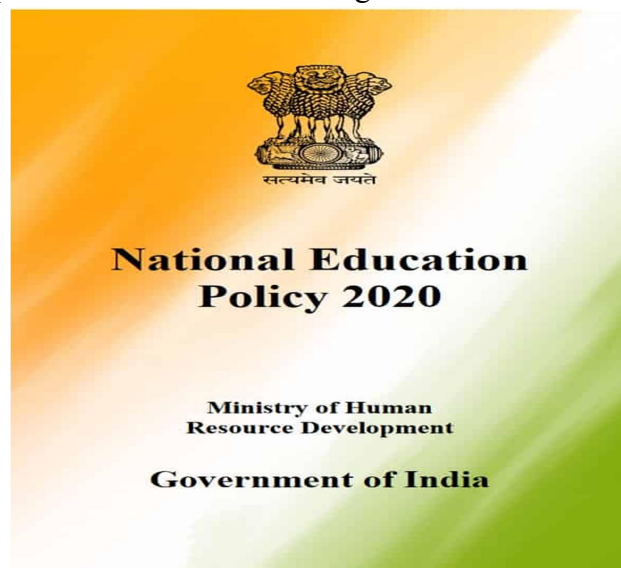 सत्यमेव जयते
National Education
Policy 2020
Ministry of Human
Resource Development
Government of India